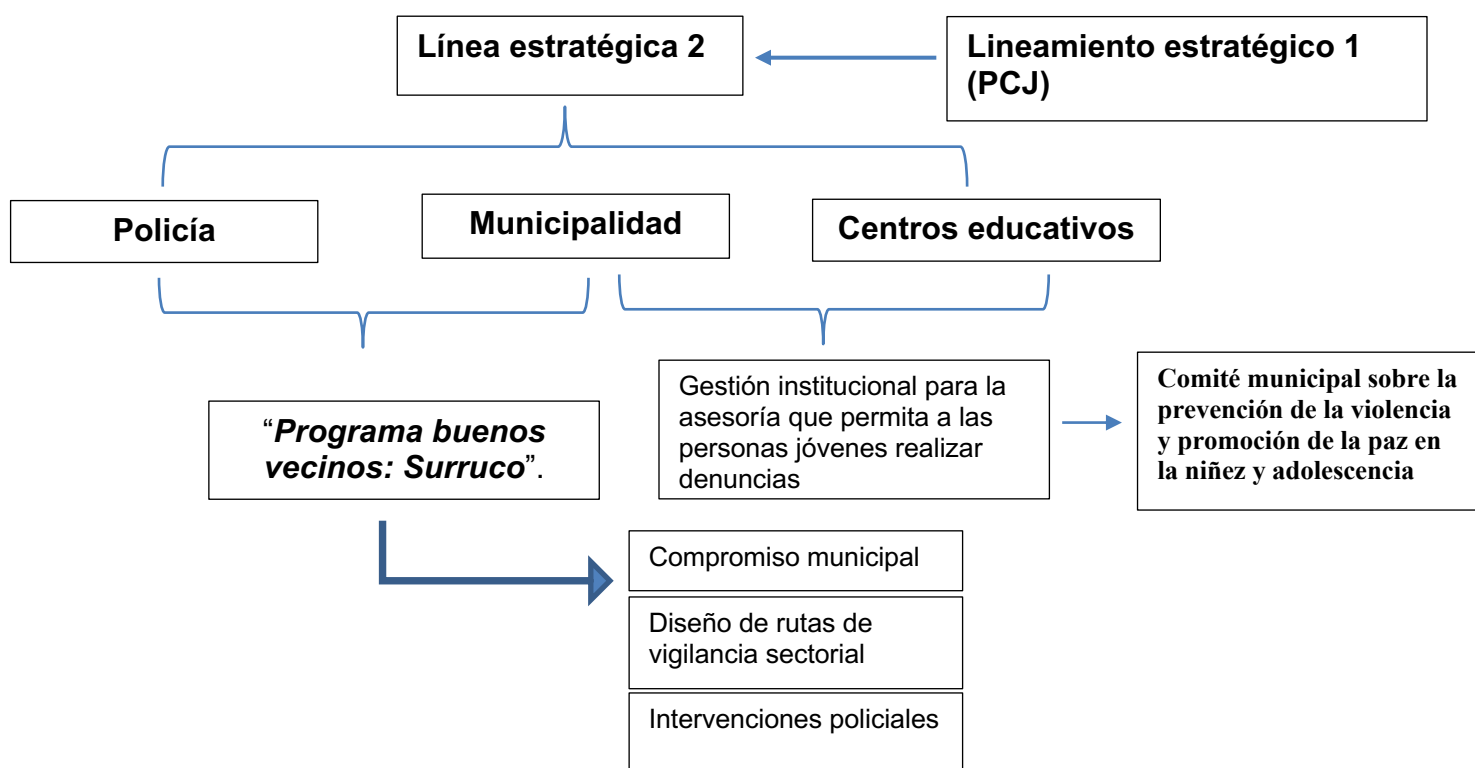 Línea estratégica 2
Lineamiento estratégico 1
(PCJ)
Policía
Municipalidad
Centros educativos
“Programa buenos
vecinos: Surruco”.
Gestión institucional para la
asesoría que permita a las
personas jóvenes realizar
denuncias
Comité municipal sobre la
prevención de la violencia
y promoción de la paz en
la niñez y adolescencia
Compromiso municipal
Diseño de rutas de
vigilancia sectorial
Intervenciones policiales